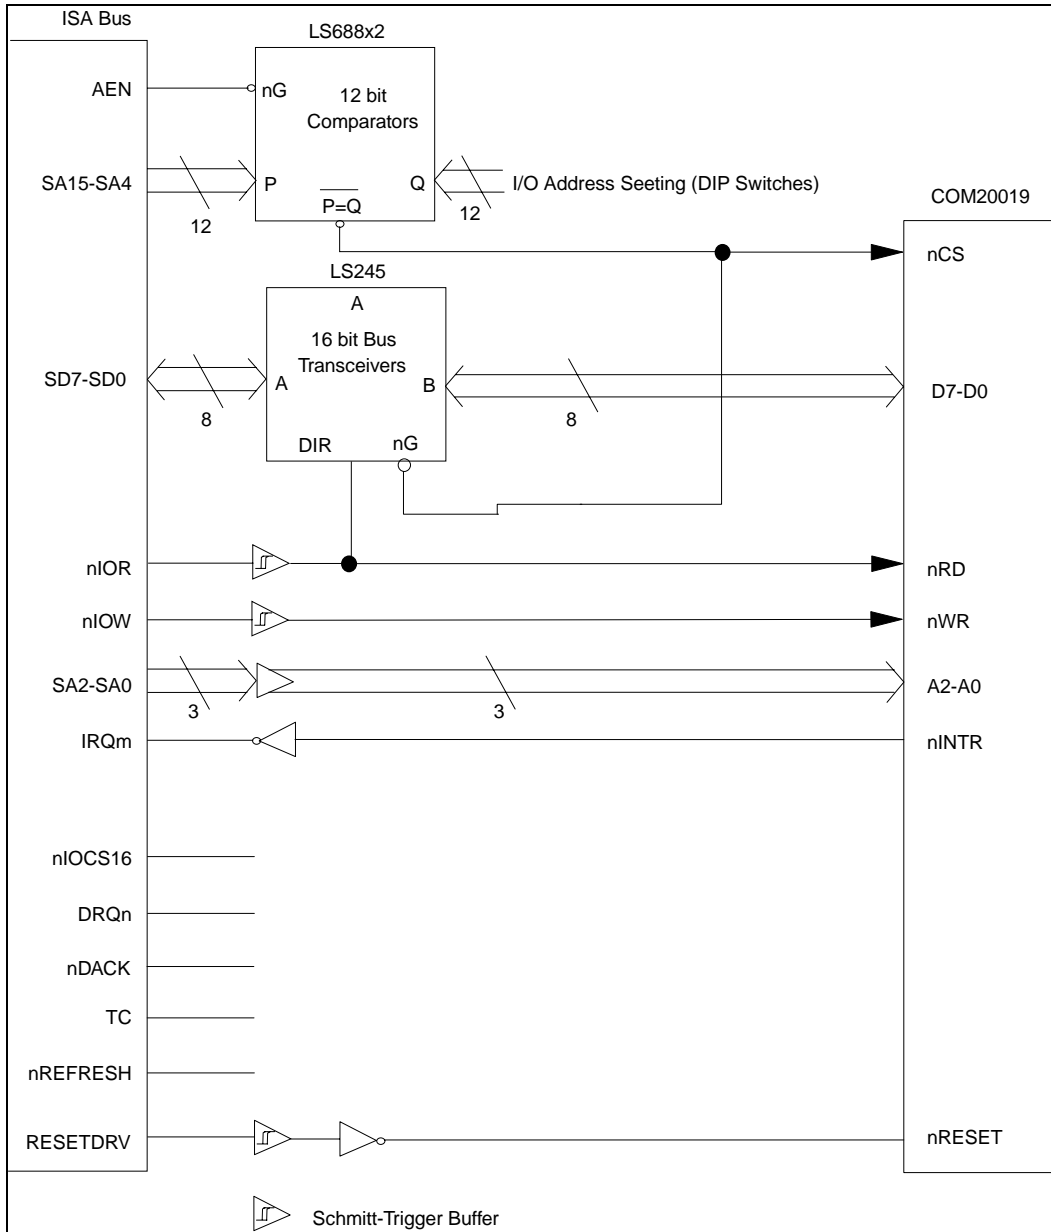 ISA Bus
LS688x2
AEN
nG
12 bit
Comparators
SA15-SA4
12
P
Q
P=Q
12
I/O Address Seeting (DIP Switches)
COM20019
nCS
LS245
A
16 bit Bus
Transceivers
SD7-SD0
8
A
B
8
D7-D0
DIR
nG
nIOR
nRD
nIOW
nWR
SA2-SA0
3
3
A2-A0
IRQm
nINTR
nIOCS16
DRQn
nDACK
TC
nREFRESH
RESETDRV
nRESET
Schmitt-Trigger Buffer